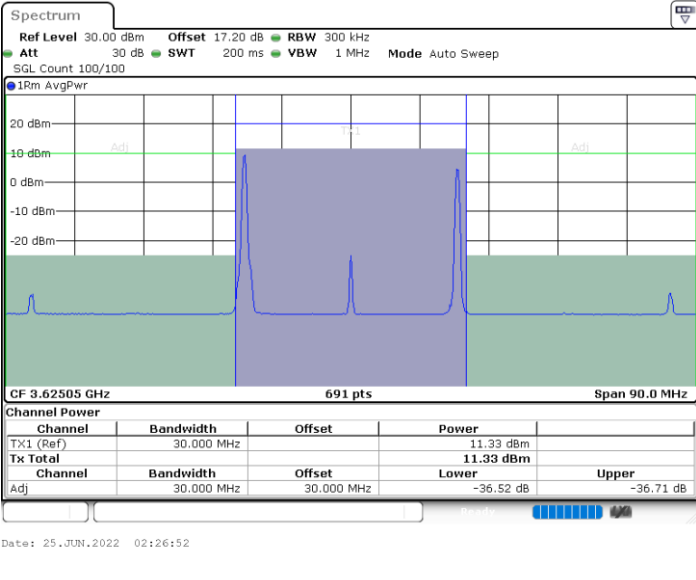 Spectrum
Ref Level 30.00 dBm Offset 17.20 dB RBW 300 kHz
Att 30 dB SWT 200 ms VBW 1 MHz Mode Auto Sweep
SGL Count 100/100
1Rm AvgPwr
20 dBm
TX1
Adj Adj
10 dBm
0 dBm
-10 dBm
-20 dBm
CF 3.62505 GHz 691 pts Span 90.0 MHz
Channel Power
Channel Bandwidth Offset Power
TX1 (Ref) 30.000 MHz 11.33 dBm
Tx Total 11.33 dBm
Channel Bandwidth Offset Lower Upper
Adj 30.000 MHz 30.000 MHz -36.52 dB -36.71 dB
Ready
Date: 25.JUN.2022 02:26:52